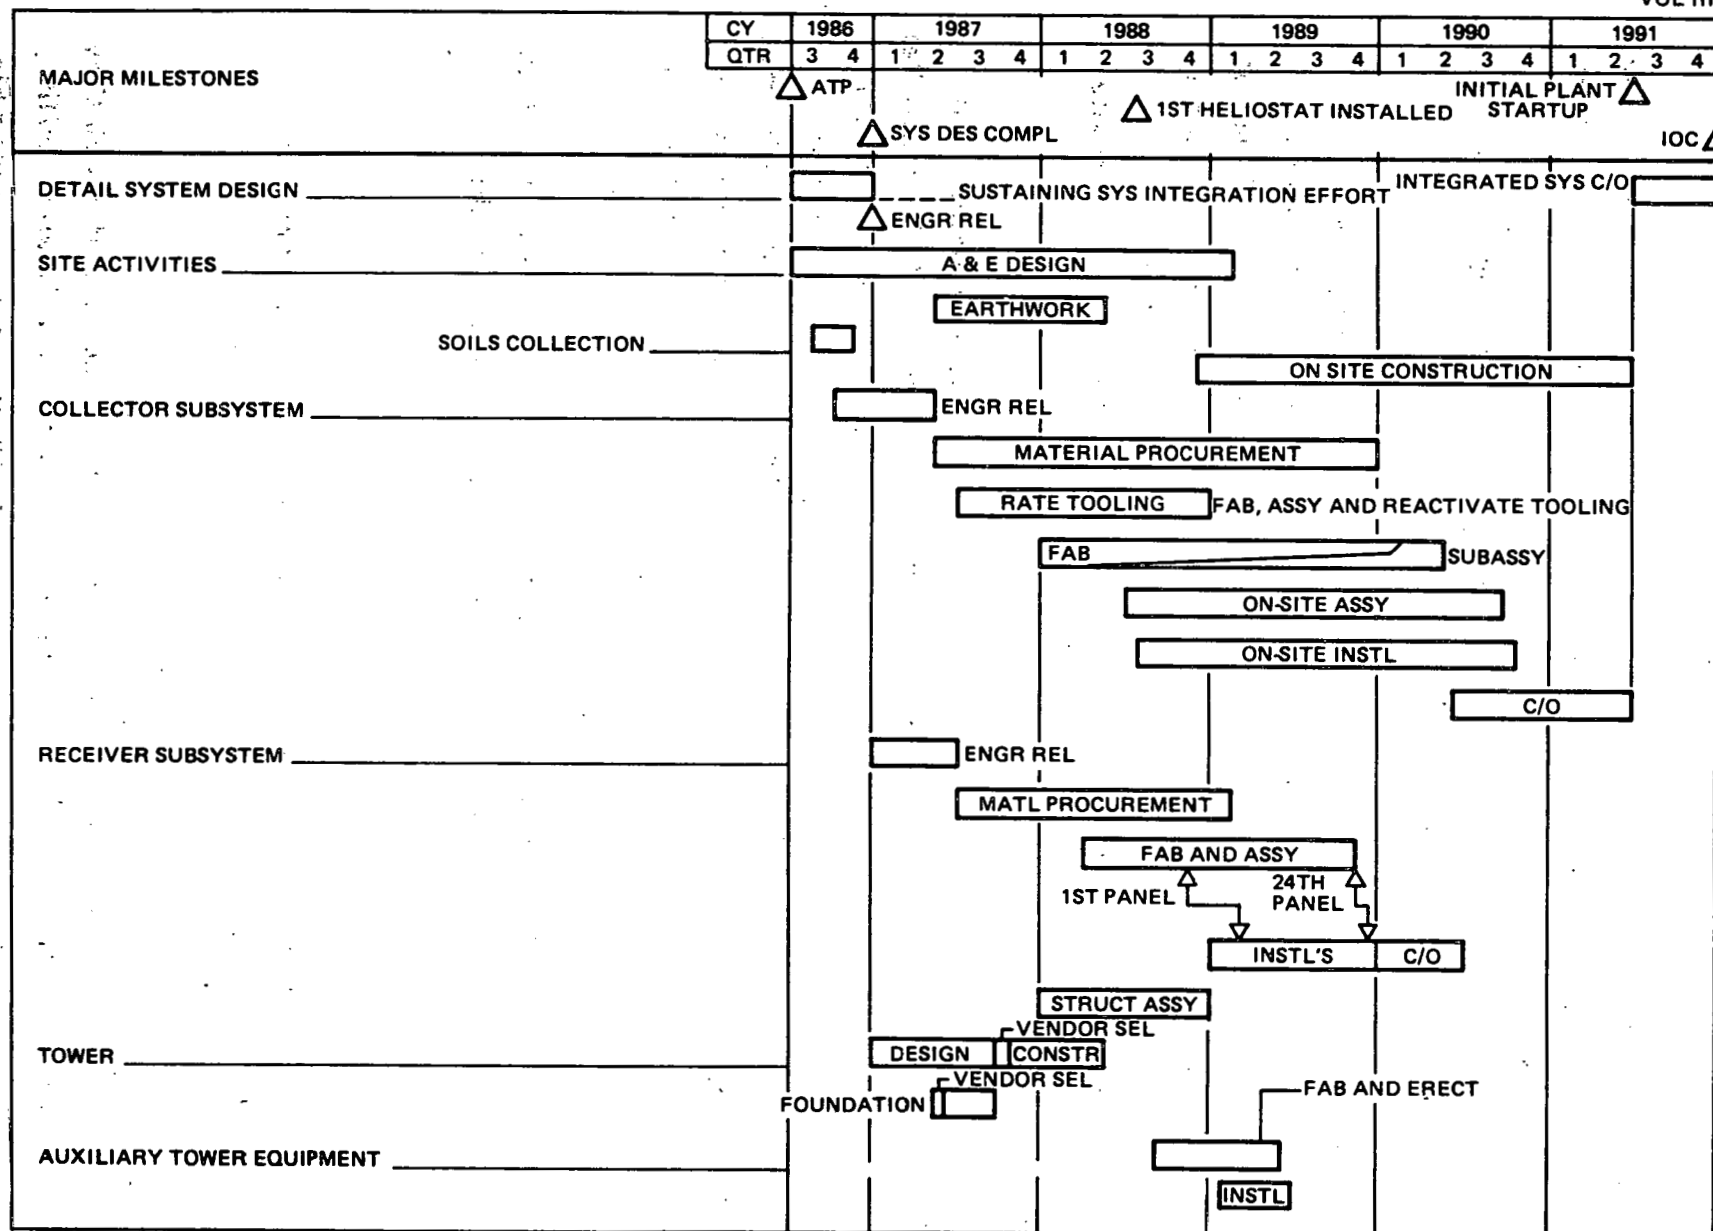 VOL III
CY 1986 1987 1988 1989 1990 1991
QTR 3 4 1 2 3 4 1 2 3 4 1 2 3 4 1 2 3 4 1 2 3 4
MAJOR MILESTONES
ATP
1ST HELIOSTAT INSTALLED
INITIAL PLANT
STARTUP
SYS DES COMPL
IOC
DETAIL SYSTEM DESIGN
SUSTAINING SYS INTEGRATION EFFORT
INTEGRATED SYS C/O
ENGR REL
SITE ACTIVITIES
A & E DESIGN
EARTHWORK
SOILS COLLECTION
ON SITE CONSTRUCTION
COLLECTOR SUBSYSTEM
ENGR REL
MATERIAL PROCUREMENT
RATE TOOLING
FAB, ASSY AND REACTIVATE TOOLING
FAB
SUBASSY
ON-SITE ASSY
ON-SITE INSTL
C/O
RECEIVER SUBSYSTEM
ENGR REL
MATL PROCUREMENT
FAB AND ASSY
1ST PANEL
24TH
PANEL
INSTL'S
C/O
STRUCT ASSY
VENDOR SEL
TOWER
DESIGN
CONSTR
VENDOR SEL
FOUNDATION
FAB AND ERECT
AUXILIARY TOWER EQUIPMENT
INSTL